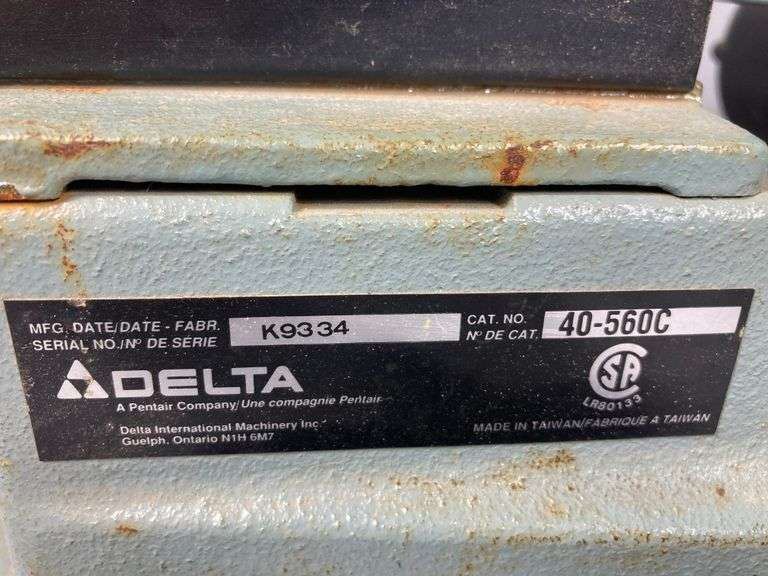 MFG. DATE/DATE - FABR.
SERIAL NO./Nº DE SÉRIE
K9334
CAT. NO.
Nº DE CAT.
40-560C
DELTA
A Pentair Company/Une compagnie Pentair
Delta International Machinery Inc.
Guelph, Ontario N1H 6M7
CSA
LR80133
MADE IN TAIWAN/FABRIQUE A TAIWAN